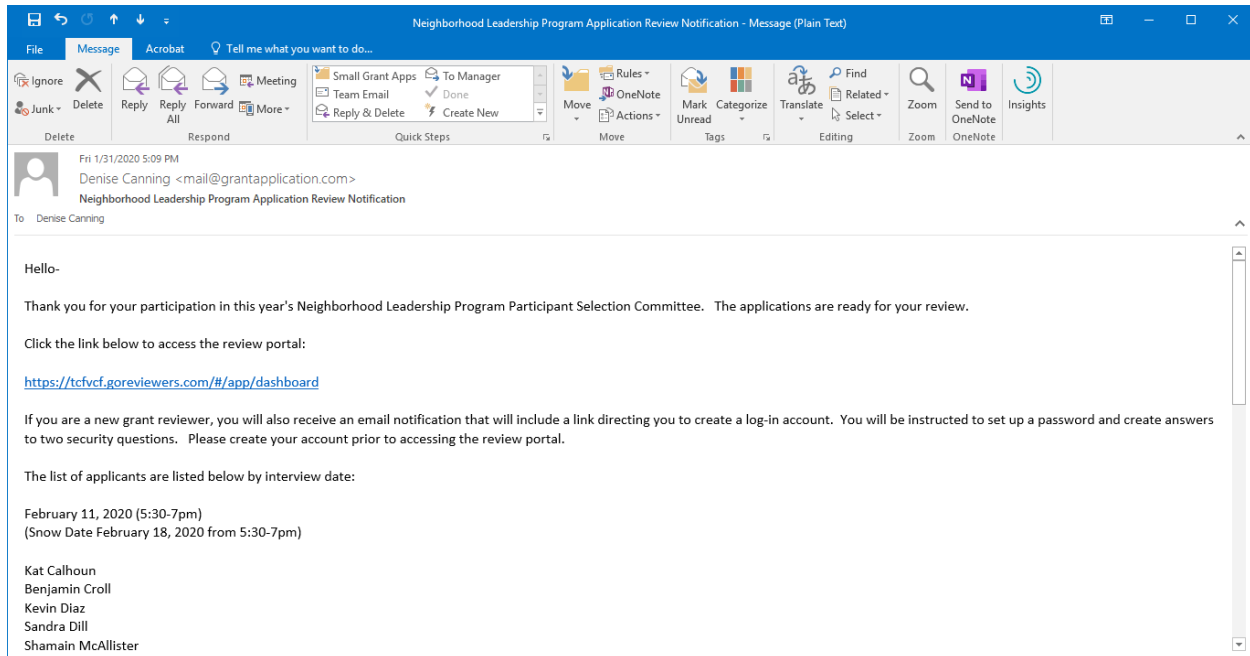 Neighborhood Leadership Program Application Review Notification - Message (Plain Text)
File Message Acrobat Tell me what you want to do...
Ignore
Junk
Delete
Reply
Reply All
Forward
Meeting
More
Small Grant Apps
Team Email
Reply & Delete
To Manager
Done
Create New
Move
Rules
OneNote
Actions
Mark Unread
Categorize
Translate
Find
Related
Select
Zoom
Send to OneNote
Insights
Delete Respond Quick Steps Move Tags Editing Zoom OneNote
Fri 1/31/2020 5:09 PM
Denise Canning <mail@grantapplication.com>
Neighborhood Leadership Program Application Review Notification
To Denise Canning
Hello-
Thank you for your participation in this year's Neighborhood Leadership Program Participant Selection Committee. The applications are ready for your review.
Click the link below to access the review portal:
https://tcfvcf.goreviewers.com/#/app/dashboard
If you are a new grant reviewer, you will also receive an email notification that will include a link directing you to create a log-in account. You will be instructed to set up a password and create answers
to two security questions. Please create your account prior to accessing the review portal.
The list of applicants are listed below by interview date:
February 11, 2020 (5:30-7pm)
(Snow Date February 18, 2020 from 5:30-7pm)
Kat Calhoun
Benjamin Croll
Kevin Diaz
Sandra Dill
Shamain McAllister